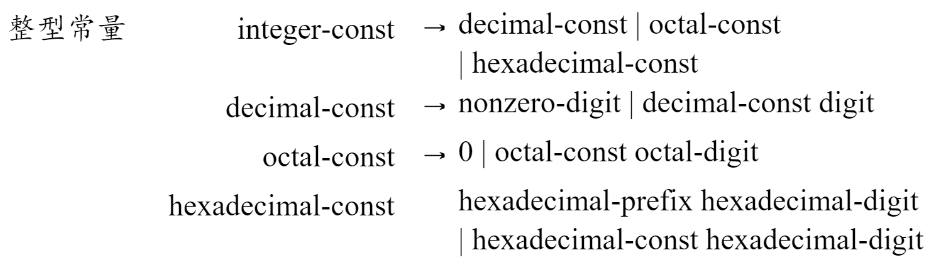 整型常量 integer-const → decimal-const | octal-const
| hexadecimal-const
decimal-const → nonzero-digit | decimal-const digit
octal-const → 0 | octal-const octal-digit
hexadecimal-const hexadecimal-prefix hexadecimal-digit
| hexadecimal-const hexadecimal-digit